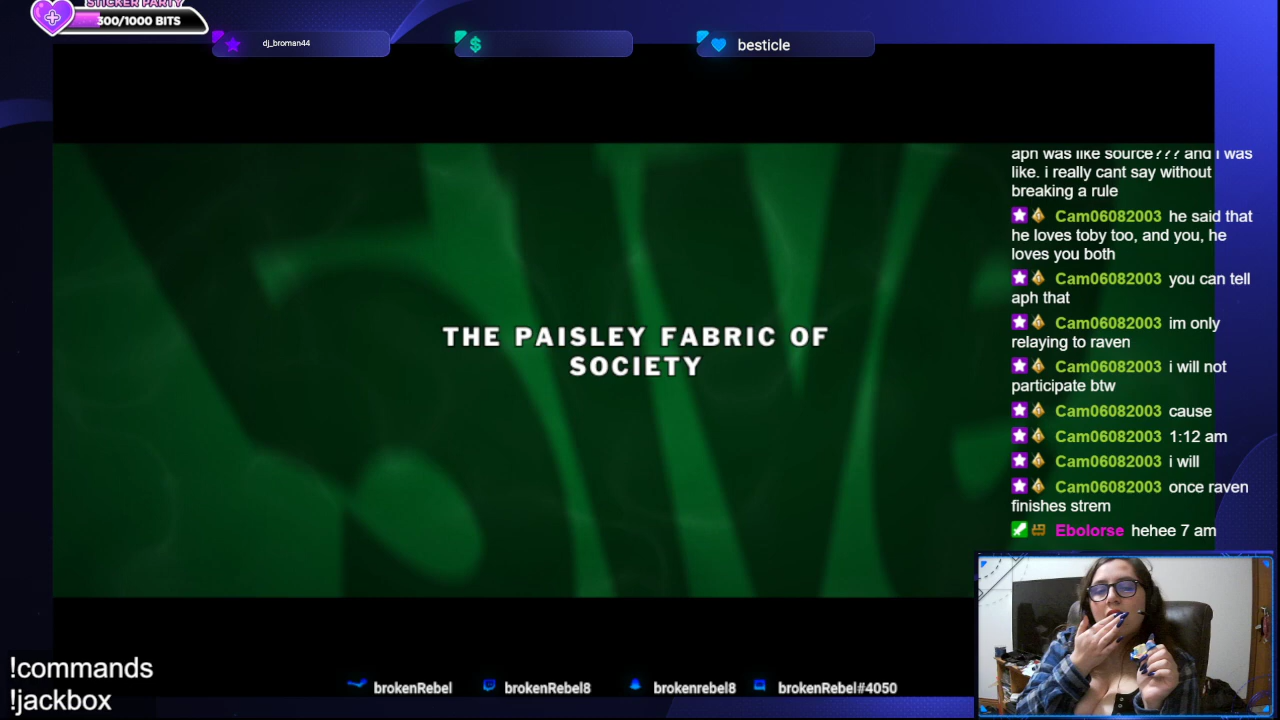 STICKER PARTY
300/1000 BITS
dj_broman44
$
besticle
aph was like source??? and i was
like. i really cant say without
breaking a rule
Cam06082003 he said that
he loves toby too, and you, he
loves you both
Cam06082003 you can tell
aph that
Cam06082003 im only
relaying to raven
Cam06082003 i will not
participate btw
Cam06082003 cause
Cam06082003 1:12 am
Cam06082003 i will
Cam06082003 once raven
finishes strem
Ebolorse hehee 7 am
THE PAISLEY FABRIC OF
SOCIETY
!commands
!jackbox
brokenRebel
brokenRebel8
brokenrebel8
brokenRebel#4050